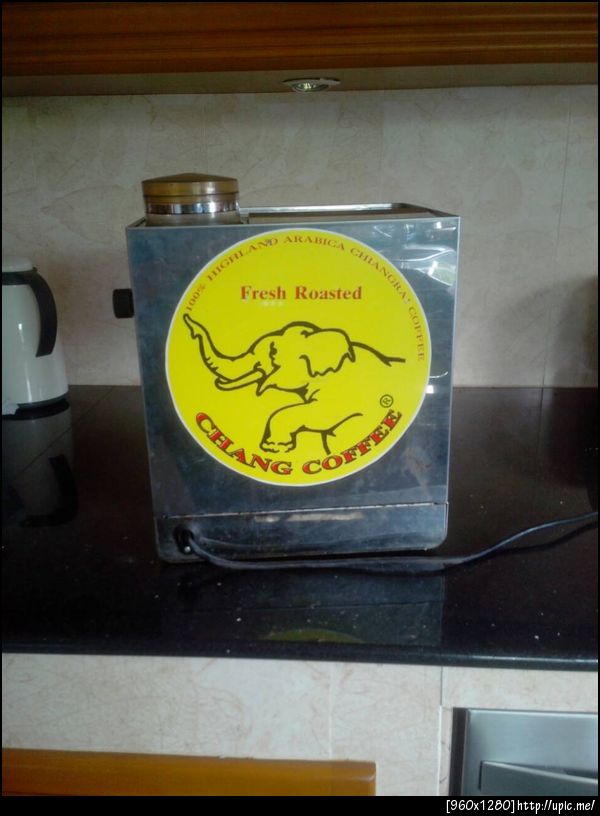 100% HIGHLAND ARABICA CHIANGRAI COFFEE
Fresh Roasted
CHANG COFFEE ®
[960x1280]http://upic.me/